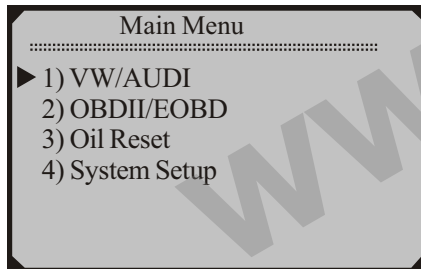 Main Menu
1) VW/AUDI
2) OBDII/EOBD
3) Oil Reset
4) System Setup